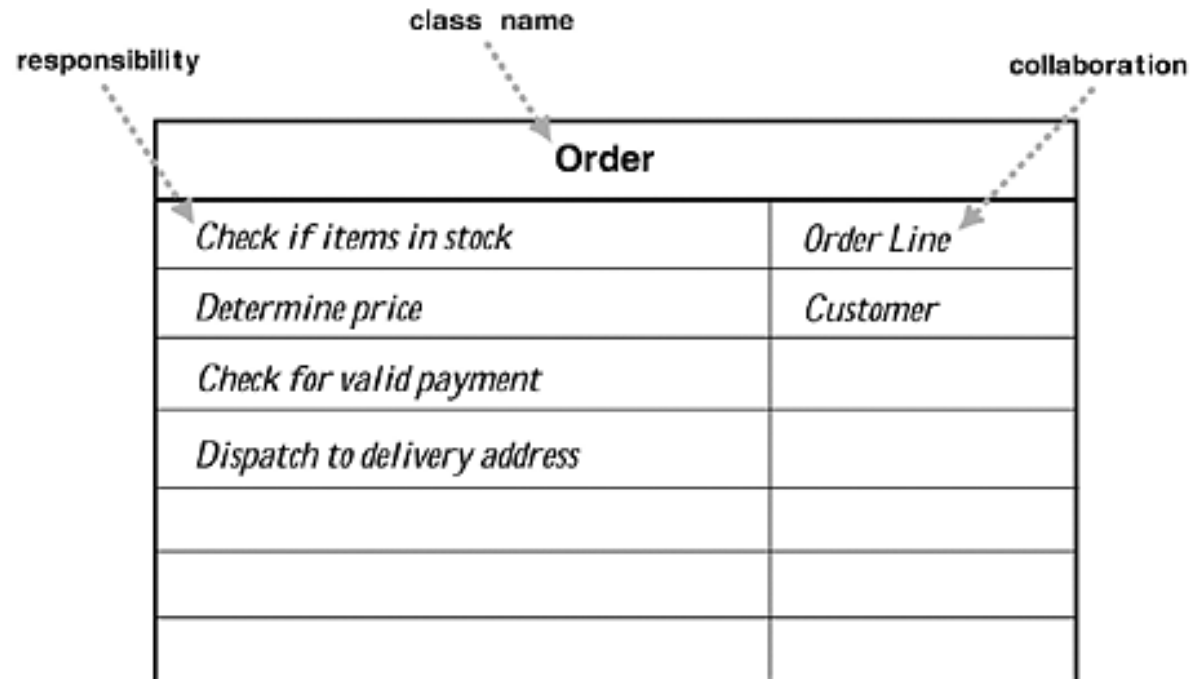 class name
responsibility
collaboration
Order
Check if items in stock
Order Line
Determine price
Customer
Check for valid payment
Dispatch to delivery address